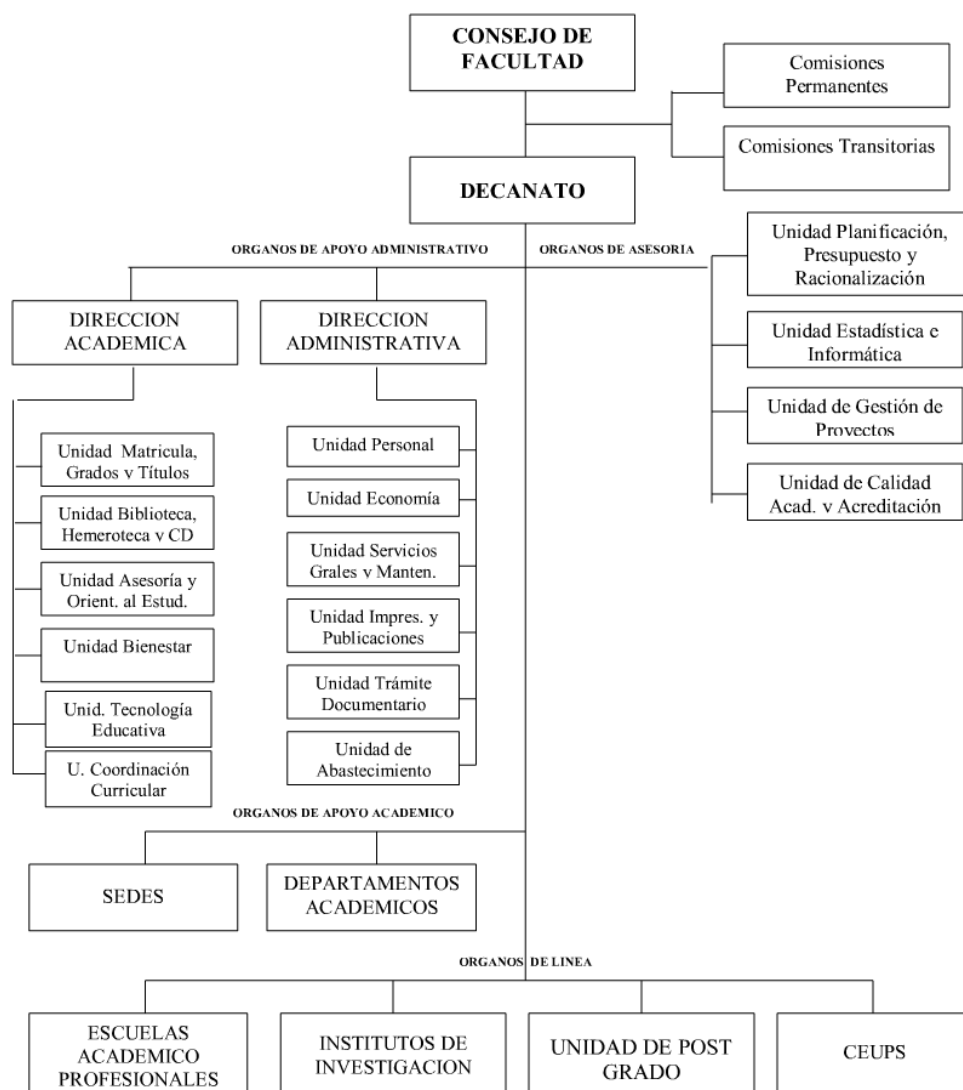 CONSEJO DE
FACULTAD
Comisiones
Permanentes
Comisiones Transitorias
DECANATO
ORGANOS DE APOYO ADMINISTRATIVO
ORGANOS DE ASESORIA
Unidad Planificación,
Presupuesto y
Racionalización
Unidad Estadística e
Informática
Unidad de Gestión de
Proyectos
Unidad de Calidad
Acad. y Acreditación
DIRECCION
ACADEMICA
DIRECCION
ADMINISTRATIVA
Unidad Matricula,
Grados y Títulos
Unidad Biblioteca,
Hemeroteca y CD
Unidad Asesoría y
Orient. al Estud.
Unidad Bienestar
Unid. Tecnología
Educativa
U. Coordinación
Curricular
Unidad Personal
Unidad Economía
Unidad Servicios
Grales y Manten.
Unidad Impres. y
Publicaciones
Unidad Trámite
Documentario
Unidad de
Abastecimiento
ORGANOS DE APOYO ACADEMICO
SEDES
DEPARTAMENTOS
ACADEMICOS
ORGANOS DE LINEA
ESCUELAS
ACADEMICO
PROFESIONALES
INSTITUTOS DE
INVESTIGACION
UNIDAD DE POST
GRADO
CEUPS